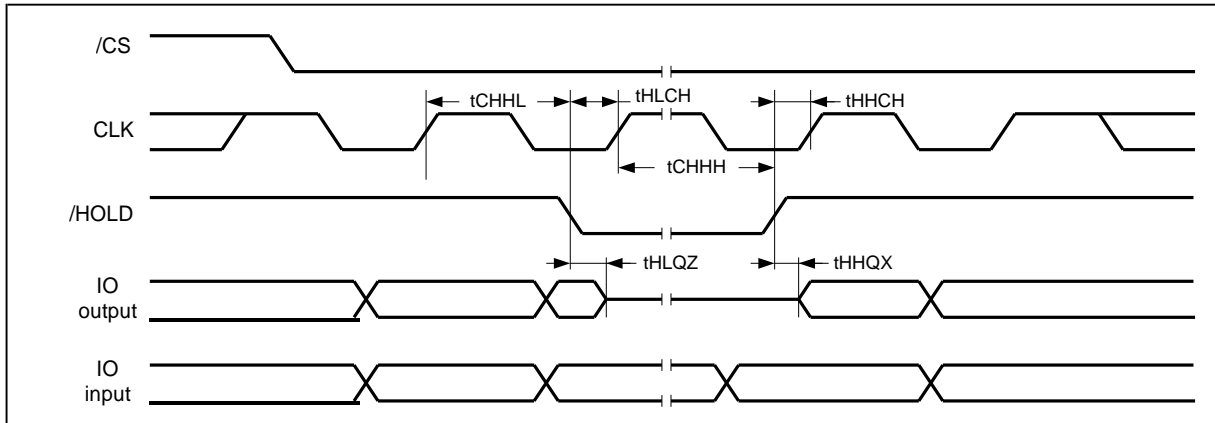 /CS
tCHHL
tHLCH
tHHCH
CLK
tCHHH
/HOLD
tHLQZ
tHHQX
IO
output
IO
input